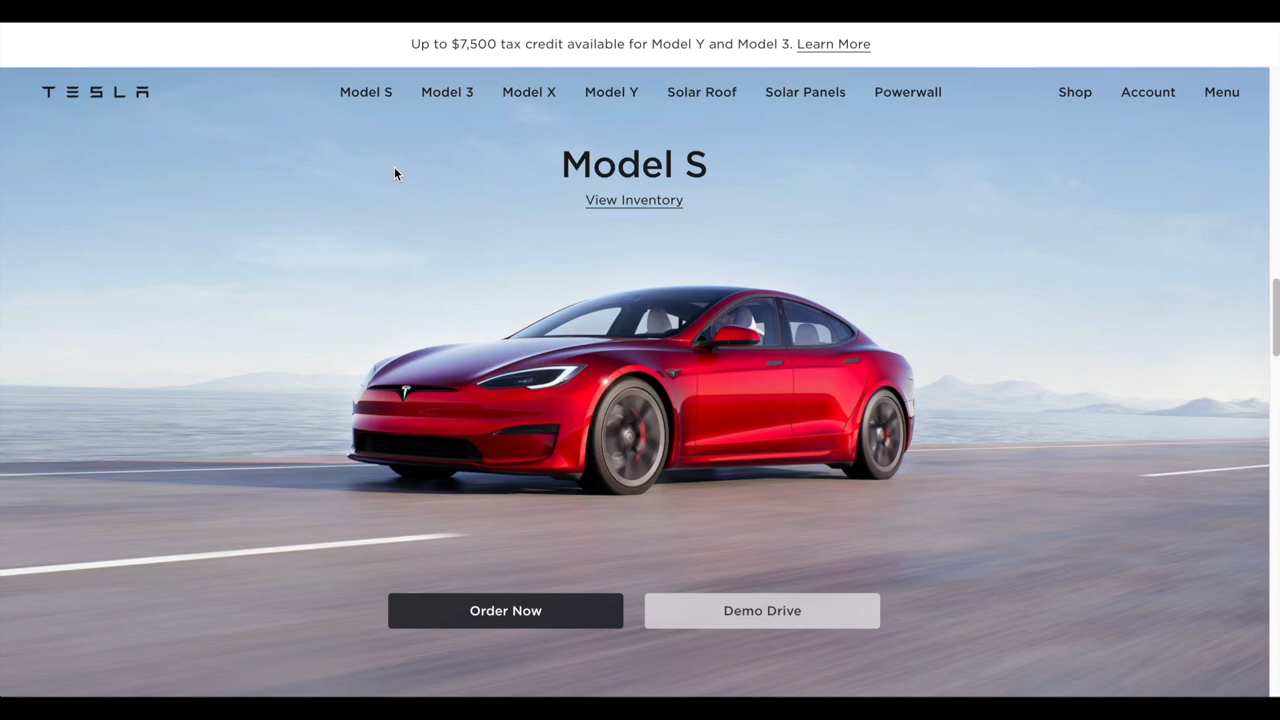 Up to $7,500 tax credit available for Model Y and Model 3. Learn More
TESLA Model S Model 3 Model X Model Y Solar Roof Solar Panels Powerwall Shop Account Menu
Model S
View Inventory
Order Now Demo Drive